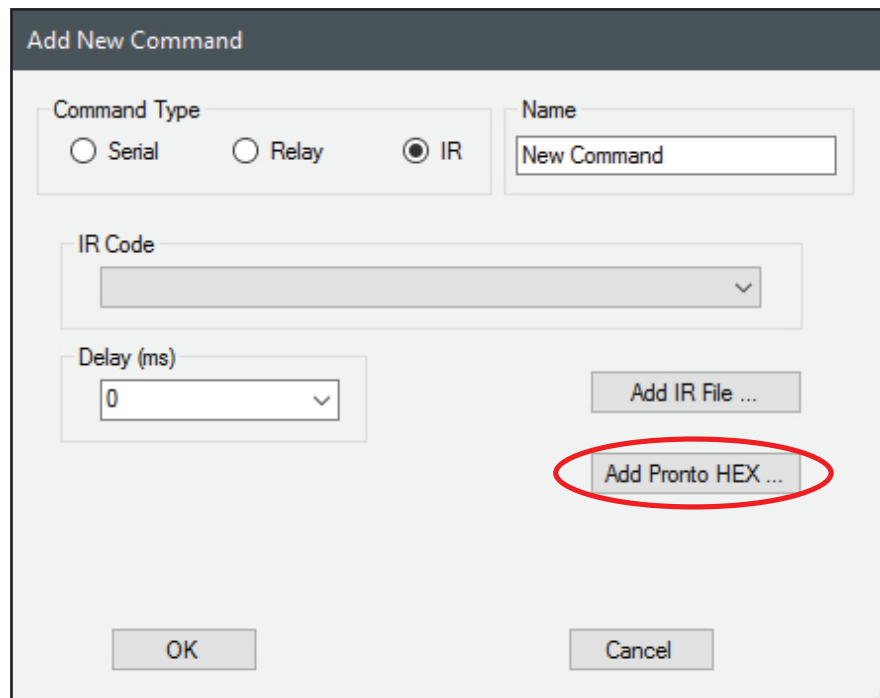 Add New Command
Command Type
Name
Serial
Relay
IR
New Command
IR Code
Delay (ms)
0
Add IR File ...
Add Pronto HEX ...
OK
Cancel